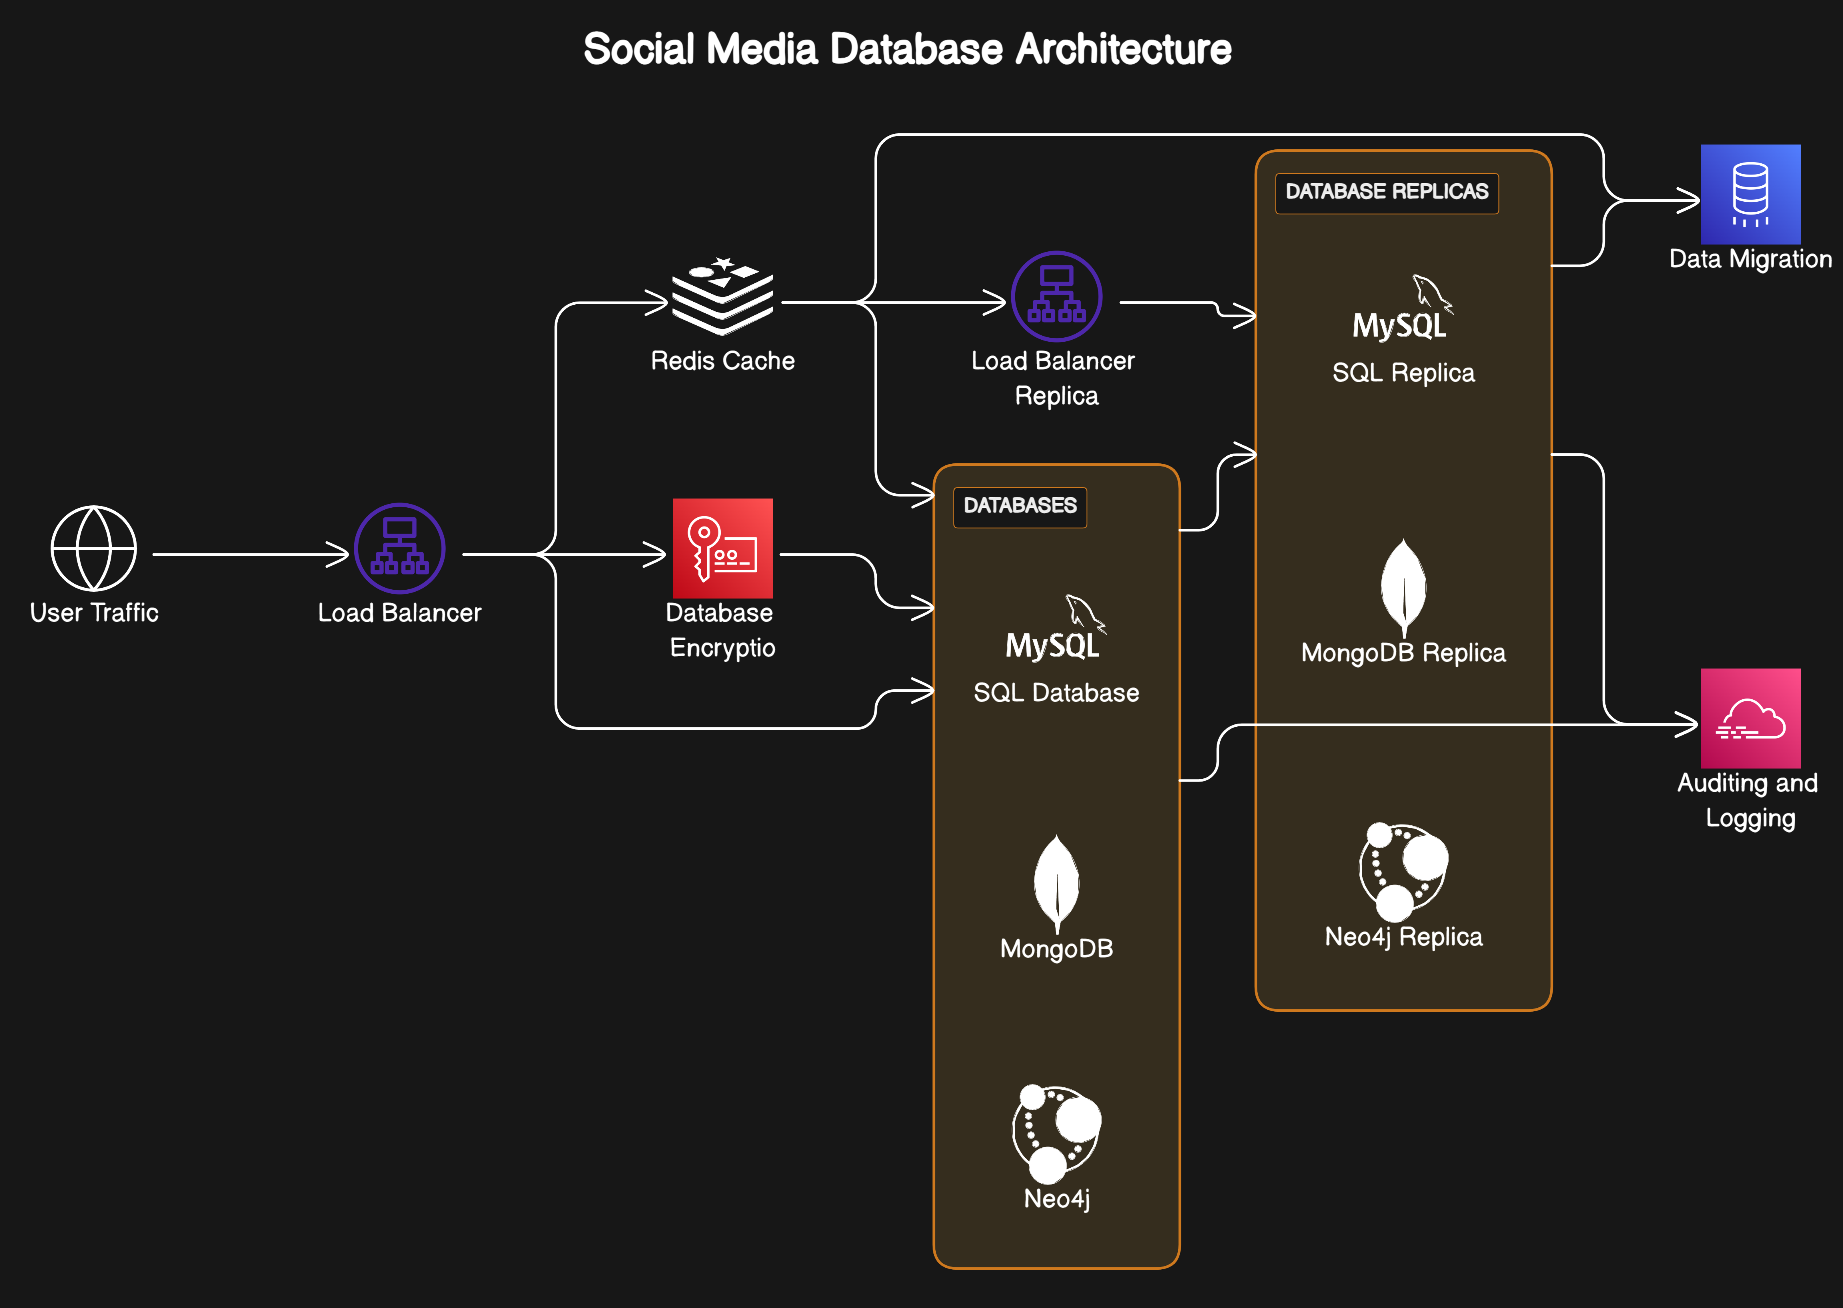 Social Media Database Architecture
DATABASE REPLICAS
Data Migration
MySQL
SQL Replica
Redis Cache
Load Balancer
Replica
DATABASES
User Traffic
Load Balancer
Database
Encryptio
MySQL
SQL Database
MongoDB Replica
Auditing and
Logging
MongoDB
Neo4j Replica
Neo4j